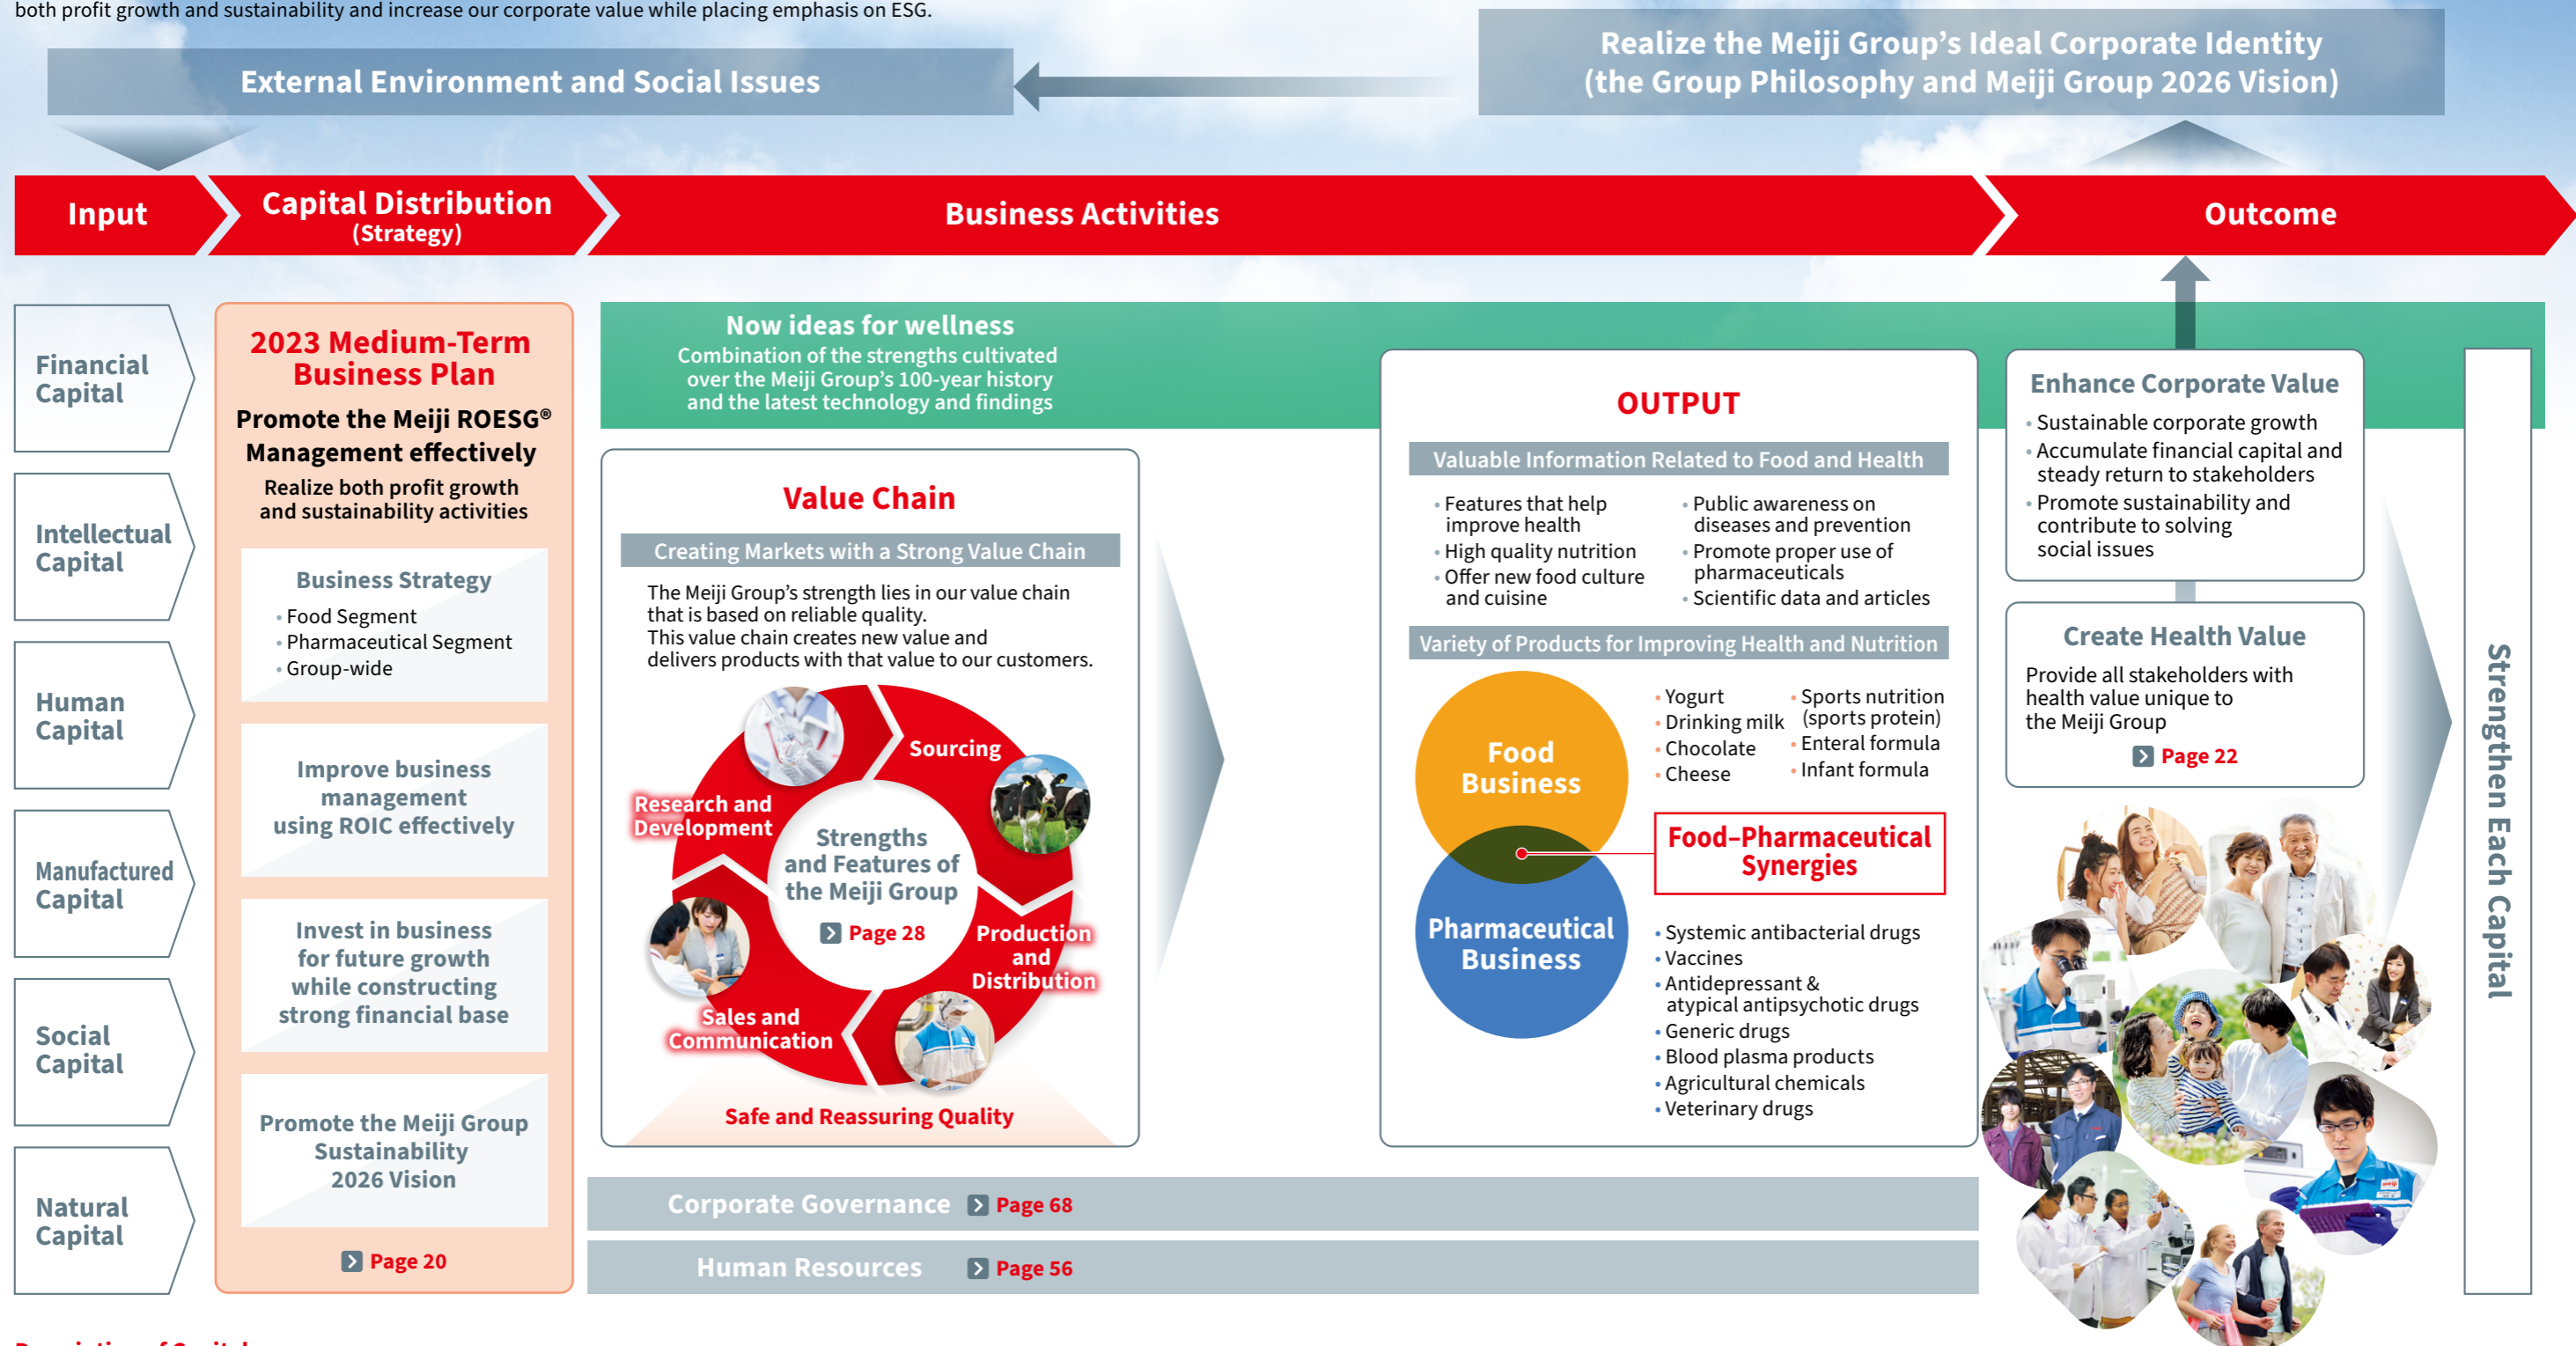 both profit growth and sustainability and increase our corporate value while placing emphasis on ESG.
External Environment and Social Issues
Realize the Meiji Group’s Ideal Corporate Identity
(the Group Philosophy and Meiji Group 2026 Vision)
Input
Capital Distribution
(Strategy)
Business Activities
Outcome
Financial
Capital
Intellectual
Capital
Human
Capital
Manufactured
Capital
Social
Capital
Natural
Capital
2023 Medium-Term
Business Plan
Promote the Meiji ROESG®
Management effectively
Realize both profit growth
and sustainability activities
Business Strategy
• Food Segment
• Pharmaceutical Segment
• Group-wide
Improve business
management
using ROIC effectively
Invest in business
for future growth
while constructing
strong financial base
Promote the Meiji Group
Sustainability
2026 Vision
Page 20
Now ideas for wellness
Combination of the strengths cultivated
over the Meiji Group’s 100-year history
and the latest technology and findings
Value Chain
Creating Markets with a Strong Value Chain
The Meiji Group’s strength lies in our value chain
that is based on reliable quality.
This value chain creates new value and
delivers products with that value to our customers.
Sourcing
Research and
Development
Strengths
and Features of
the Meiji Group
Page 28
Production
and
Distribution
Sales and
Communication
Safe and Reassuring Quality
OUTPUT
Valuable Information Related to Food and Health
• Features that help
improve health
• High quality nutrition
• Offer new food culture
and cuisine
• Public awareness on
diseases and prevention
• Promote proper use of
pharmaceuticals
• Scientific data and articles
Variety of Products for Improving Health and Nutrition
Food
Business
• Yogurt
• Drinking milk
• Chocolate
• Cheese
• Sports nutrition
(sports protein)
• Enteral formula
• Infant formula
Food–Pharmaceutical
Synergies
Pharmaceutical
Business
• Systemic antibacterial drugs
• Vaccines
• Antidepressant &
atypical antipsychotic drugs
• Generic drugs
• Blood plasma products
• Agricultural chemicals
• Veterinary drugs
Corporate Governance Page 68
Human Resources Page 56
Enhance Corporate Value
• Sustainable corporate growth
• Accumulate financial capital and
steady return to stakeholders
• Promote sustainability and
contribute to solving
social issues
Create Health Value
Provide all stakeholders with
health value unique to
the Meiji Group
Page 22
Strengthen Each Capital
meiji